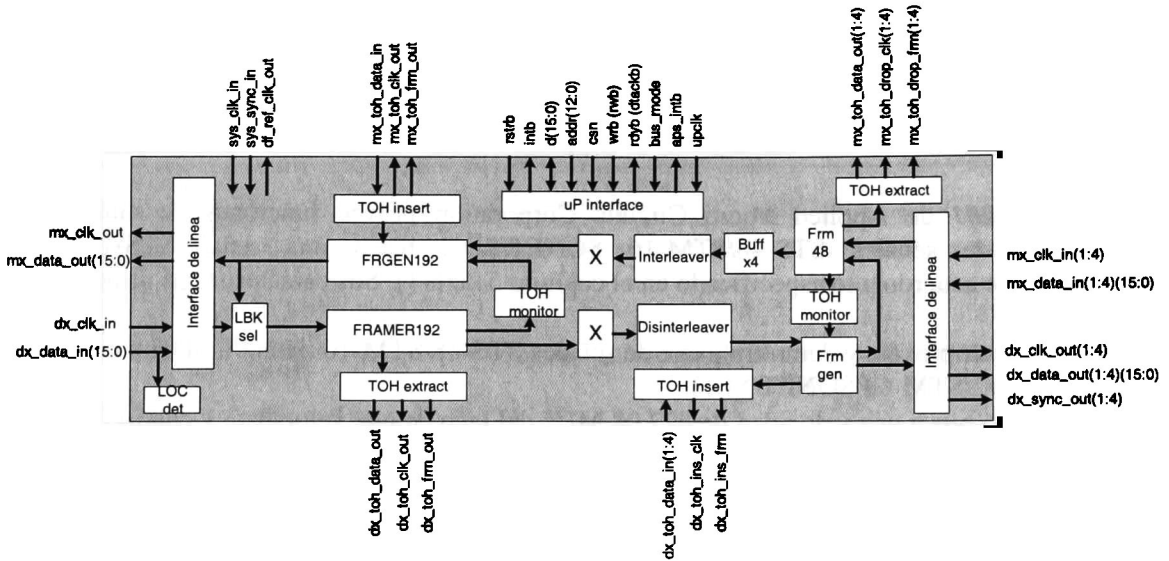 sys_clk_in
sys_sync_in
df_ref_clk_out
mx_toh_data_in
mx_toh_clk_out
mx_toh_frm_out
rstrb
intb
d(15:0)
addr(12:0)
csn
wrb (rwb)
rdyb (dtackb)
bus_mode
aps_intb
upclk
mx_toh_data_out(1:4)
mx_toh_drop_clk(1:4)
mx_toh_drop_frm(1:4)
TOH insert
uP interface
TOH extract
mx_clk_out
mx_data_out(15:0)
dx_clk_in
dx_data_in(15:0)
Interface de linea
LBK
sel
LOC
det
FRGEN192
FRAMER192
TOH
monitor
X
X
Interleaver
Disinterleaver
Buff
x4
Frm
48
TOH
monitor
Frm
gen
Interface de linea
mx_clk_in(1:4)
mx_data_in(1:4)(15:0)
dx_clk_out(1:4)
dx_data_out(1:4)(15:0)
dx_sync_out(1:4)
TOH extract
TOH insert
dx_toh_data_out
dx_toh_clk_out
dx_toh_frm_out
dx_toh_data_in(1:4)
dx_toh_ins_clk
dx_toh_ins_frm